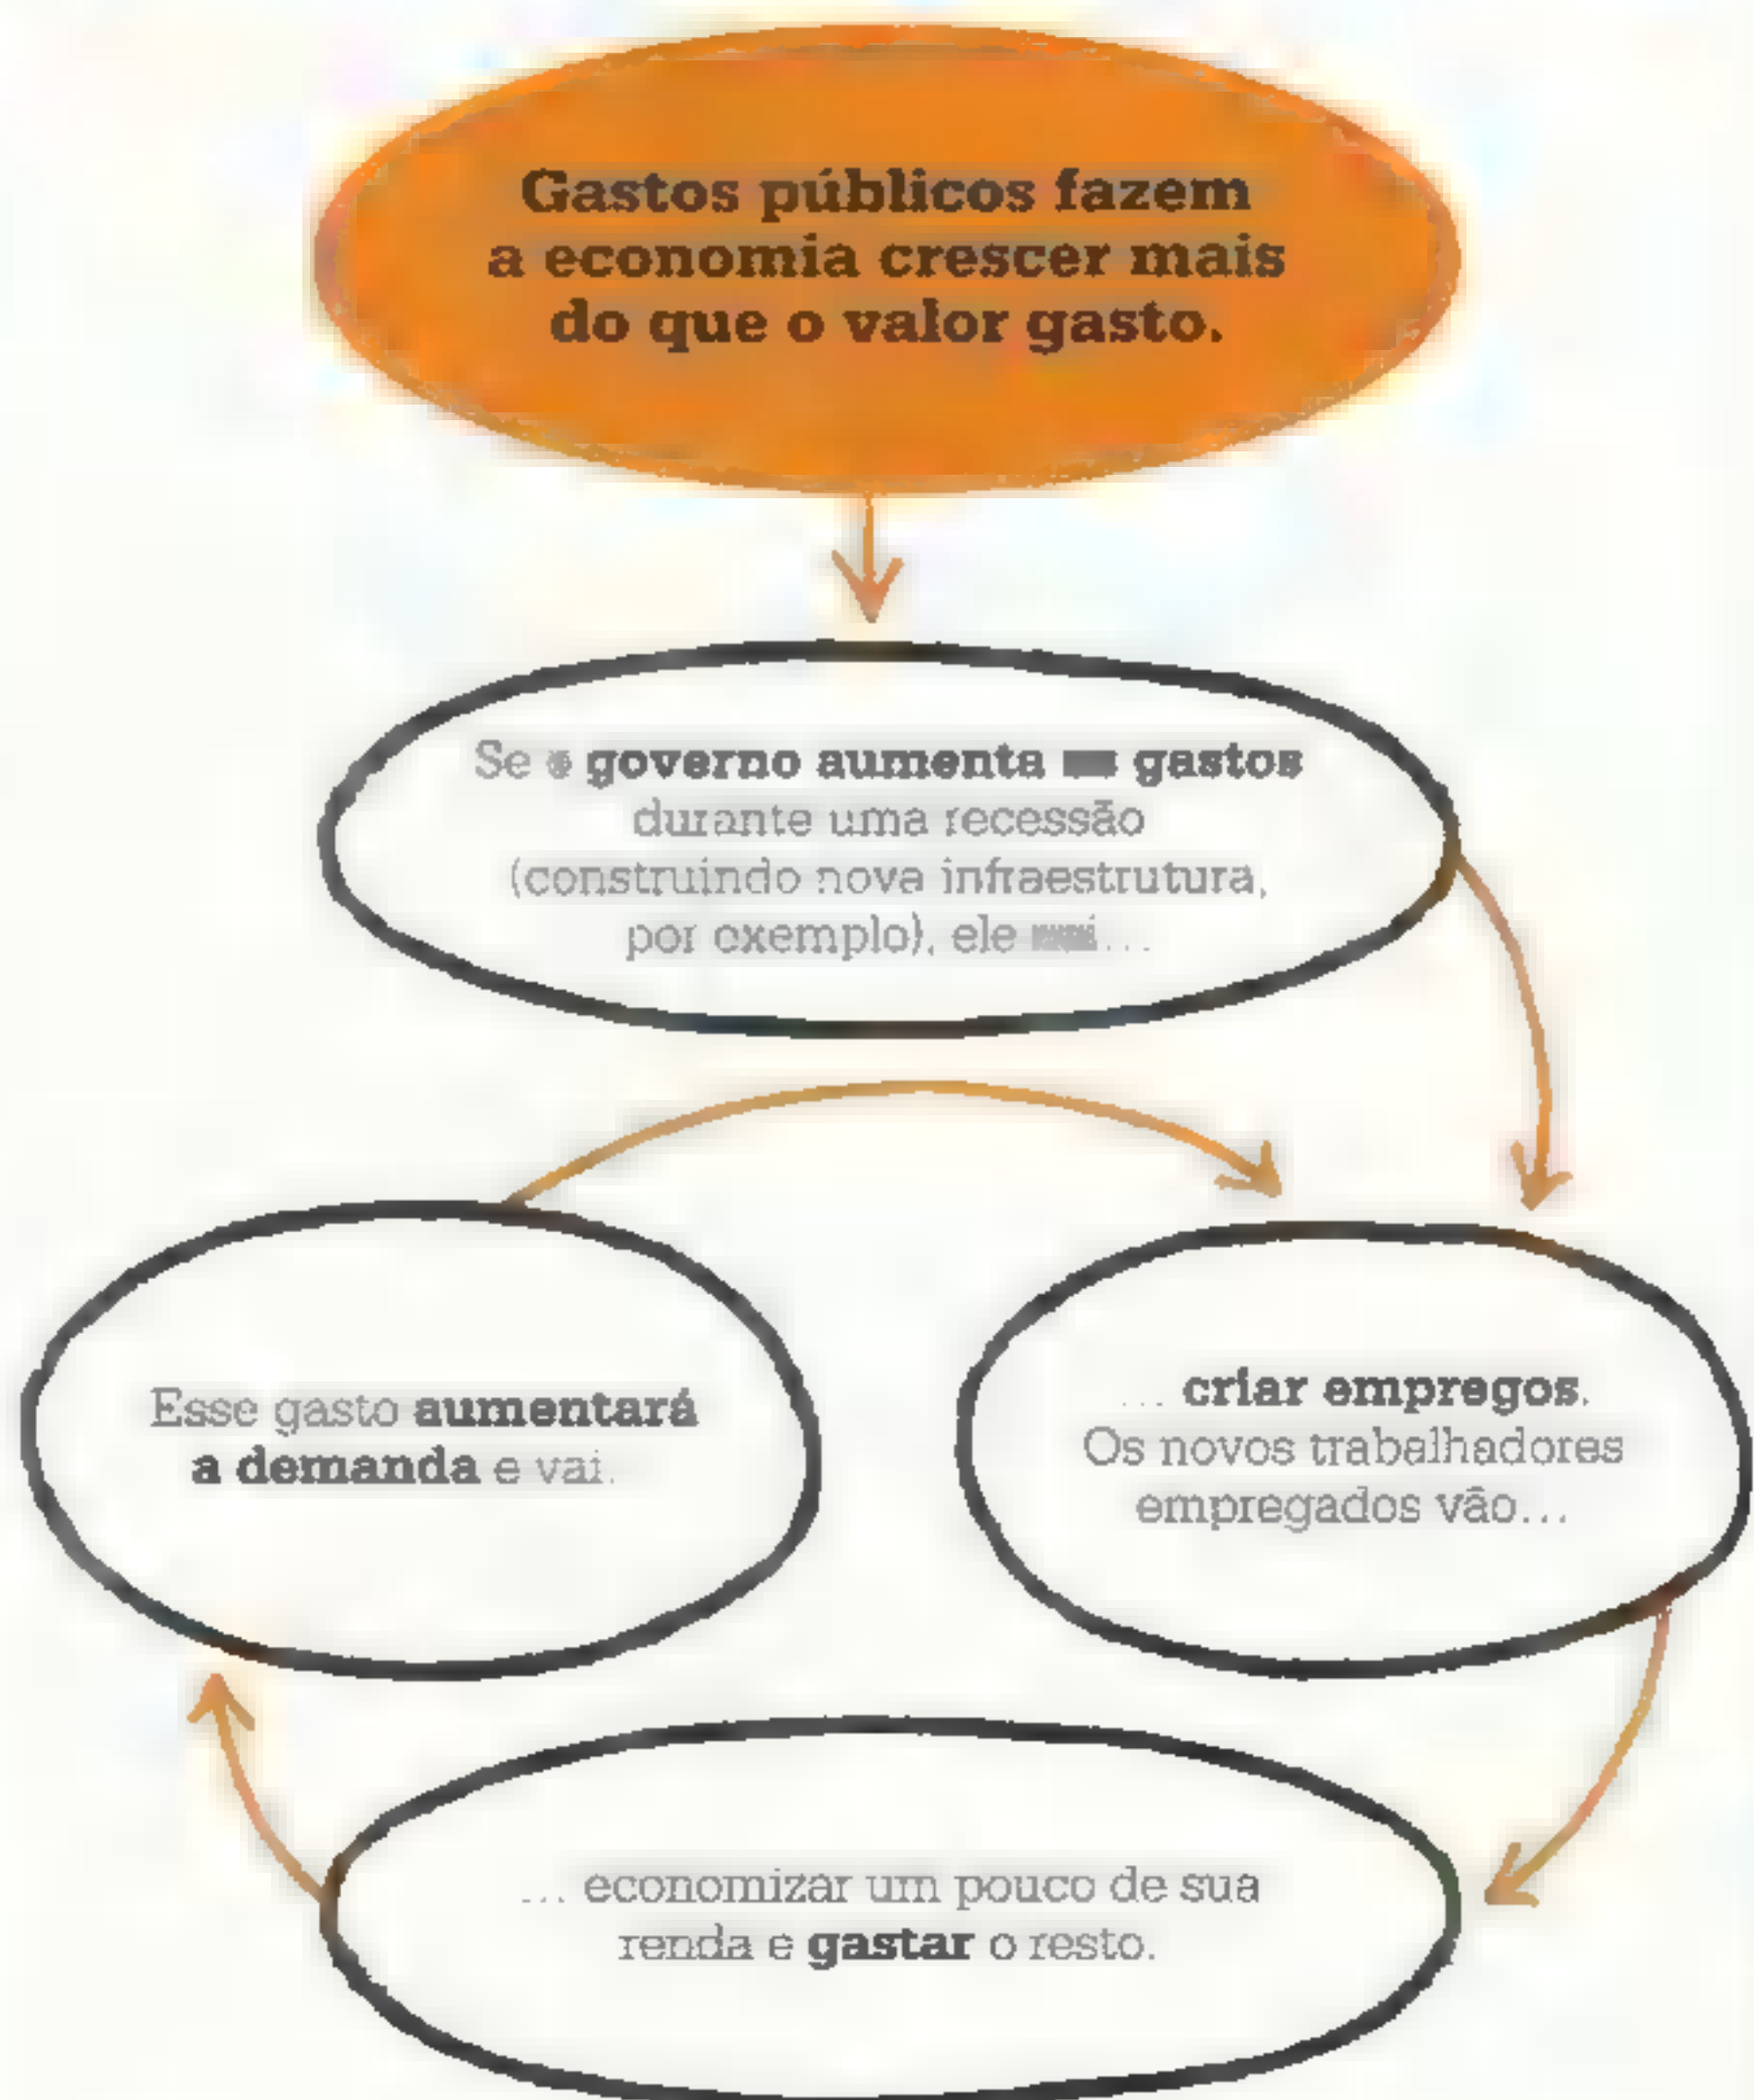 Gastos públicos fazem
a economia crescer mais
do que o valor gasto.
Se o governo aumenta gastos
durante uma recessão
(construindo nova infraestrutura,
por exemplo), ele
... criar empregos.
Os novos trabalhadores
empregados vão...
... economizar um pouco de sua
renda e gastar o resto.
Esse gasto aumentará
a demanda e vai.